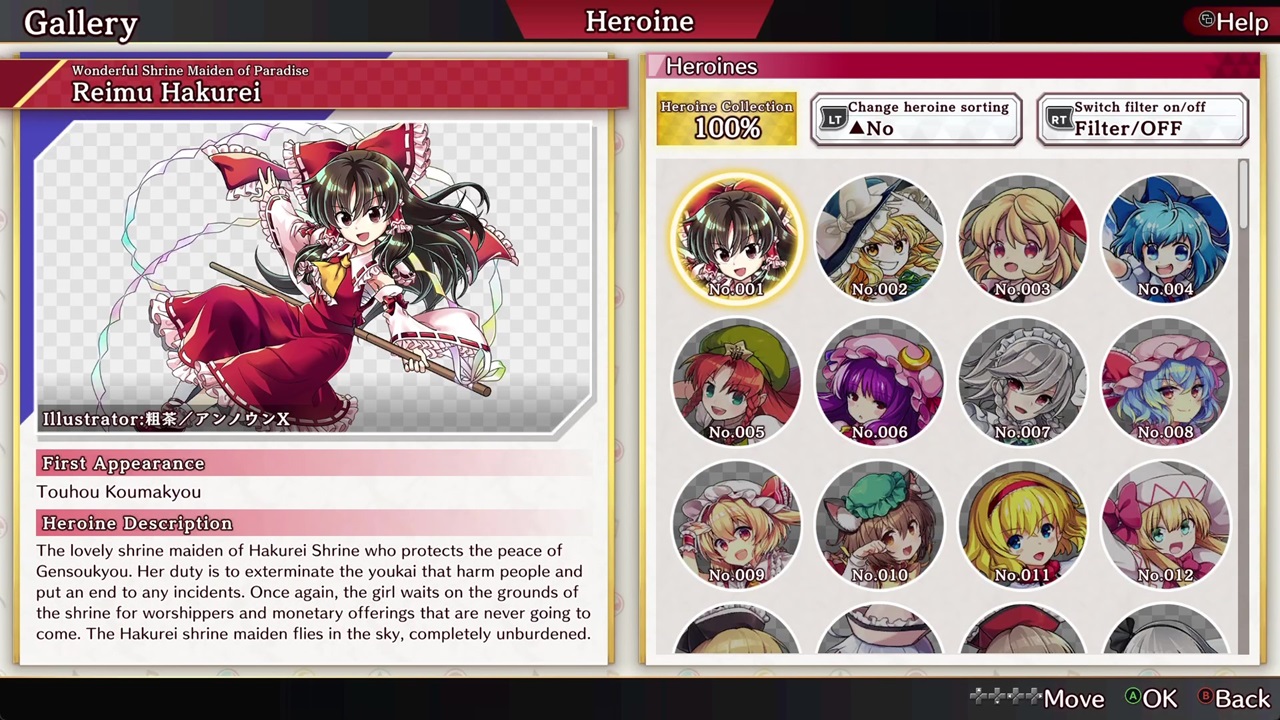 Gallery
Heroine
Help
Wonderful Shrine Maiden of Paradise
Reimu Hakurei
Illustrator:粗茶／アンノウンX
First Appearance
Touhou Koumakyou
Heroine Description
The lovely shrine maiden of Hakurei Shrine who protects the peace of
Gensoukyou. Her duty is to exterminate the youkai that harm people and
put an end to any incidents. Once again, the girl waits on the grounds of
the shrine for worshippers and monetary offerings that are never going to
come. The Hakurei shrine maiden flies in the sky, completely unburdened.
Heroines
Heroine Collection
100%
LT
Change heroine sorting
▲No
RT
Switch filter on/off
Filter/OFF
No.001
No.002
No.003
No.004
No.005
No.006
No.007
No.008
No.009
No.010
No.011
No.012
Move
A OK
B Back